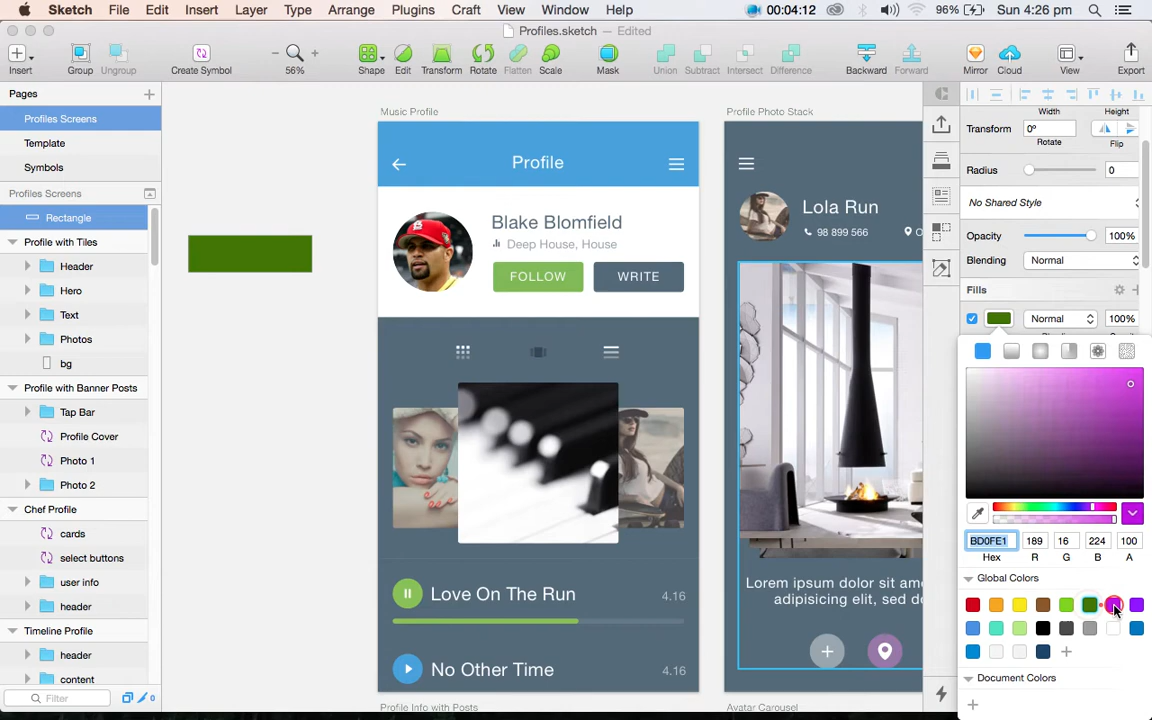 Sketch File Edit Insert Layer Type Arrange Plugins Craft View Window Help 00:04:12 96% Sun 4:26 pm
Profiles.sketch — Edited
Insert Group Ungroup Create Symbol 56% Shape Edit Transform Rotate Flatten Scale Mask Union Subtract Intersect Difference Backward Forward Mirror Cloud View Export
Pages
Profiles Screens
Template
Symbols
Profiles Screens
Rectangle
Profile with Tiles
Header
Hero
Text
Photos
bg
Profile with Banner Posts
Tap Bar
Profile Cover
Photo 1
Photo 2
Chef Profile
cards
select buttons
user info
header
Timeline Profile
header
content
Filter 0
Music Profile
Profile
Blake Blomfield
Deep House, House
FOLLOW WRITE
Love On The Run 4.16
No Other Time 4.16
Profile Info with Posts
Profile Photo Stack
Lola Run
98 899 566
Lorem ipsum dolor sit ame
adipisicing elit, sed do
Avatar Carousel
Width Height
Transform 0º
Rotate Flip
Radius 0
No Shared Style
Opacity 100%
Blending Normal
Fills
Normal 100%
BD0FE1 189 16 224 100
Hex R G B A
Global Colors
Document Colors